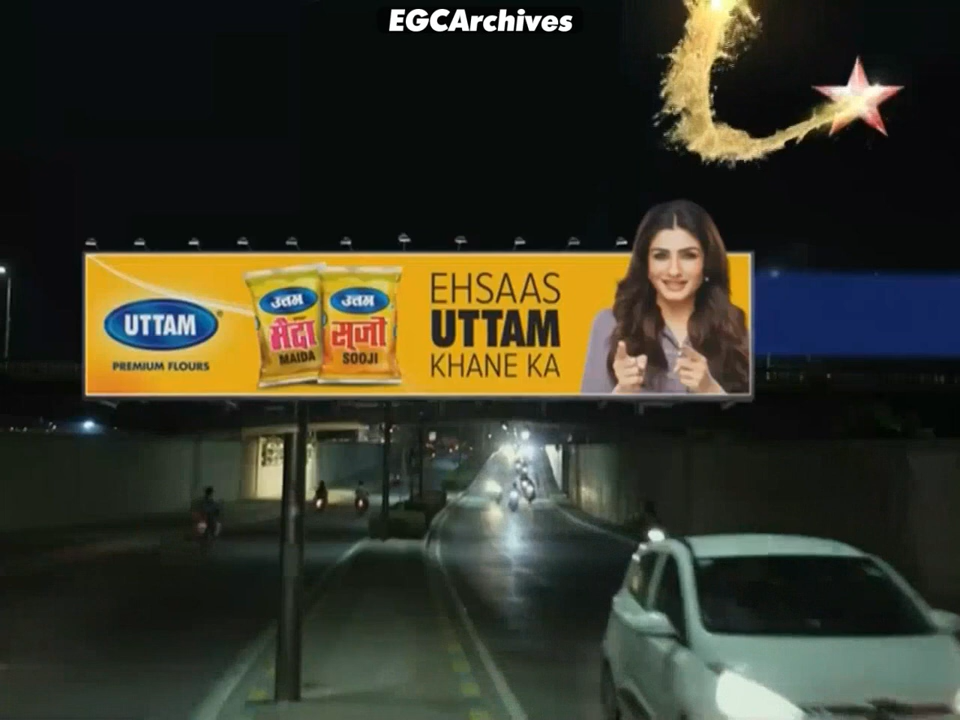 EGCArchives
UTTAM®
PREMIUM FLOURS
उत्तम
मैदा
MAIDA
उत्तम
सूजी
SOOJI
EHSAAS
UTTAM
KHANE KA